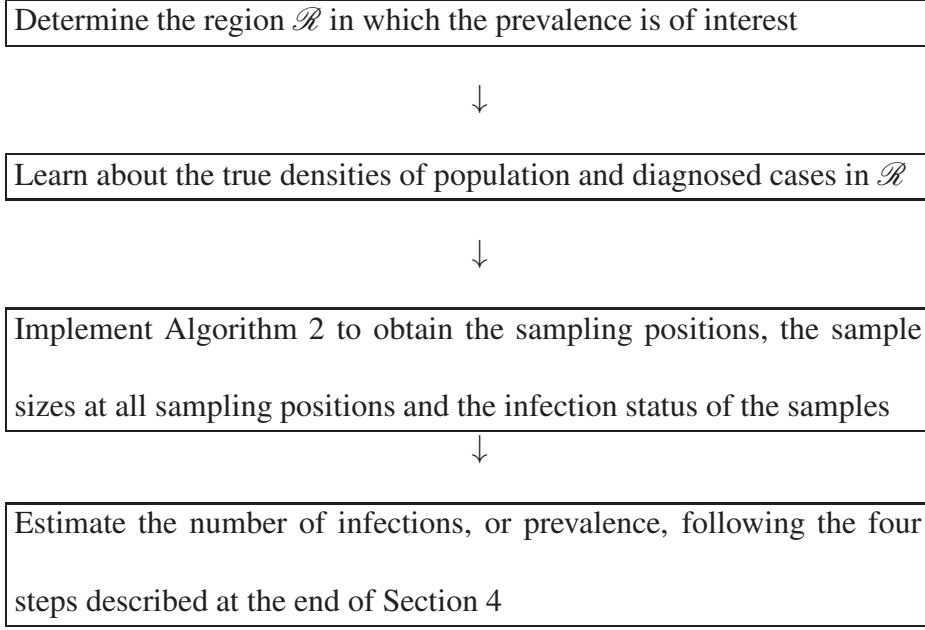 Determine the region ℛ in which the prevalence is of interest
↓
Learn about the true densities of population and diagnosed cases in ℛ
↓
Implement Algorithm 2 to obtain the sampling positions, the sample
sizes at all sampling positions and the infection status of the samples
↓
Estimate the number of infections, or prevalence, following the four
steps described at the end of Section 4